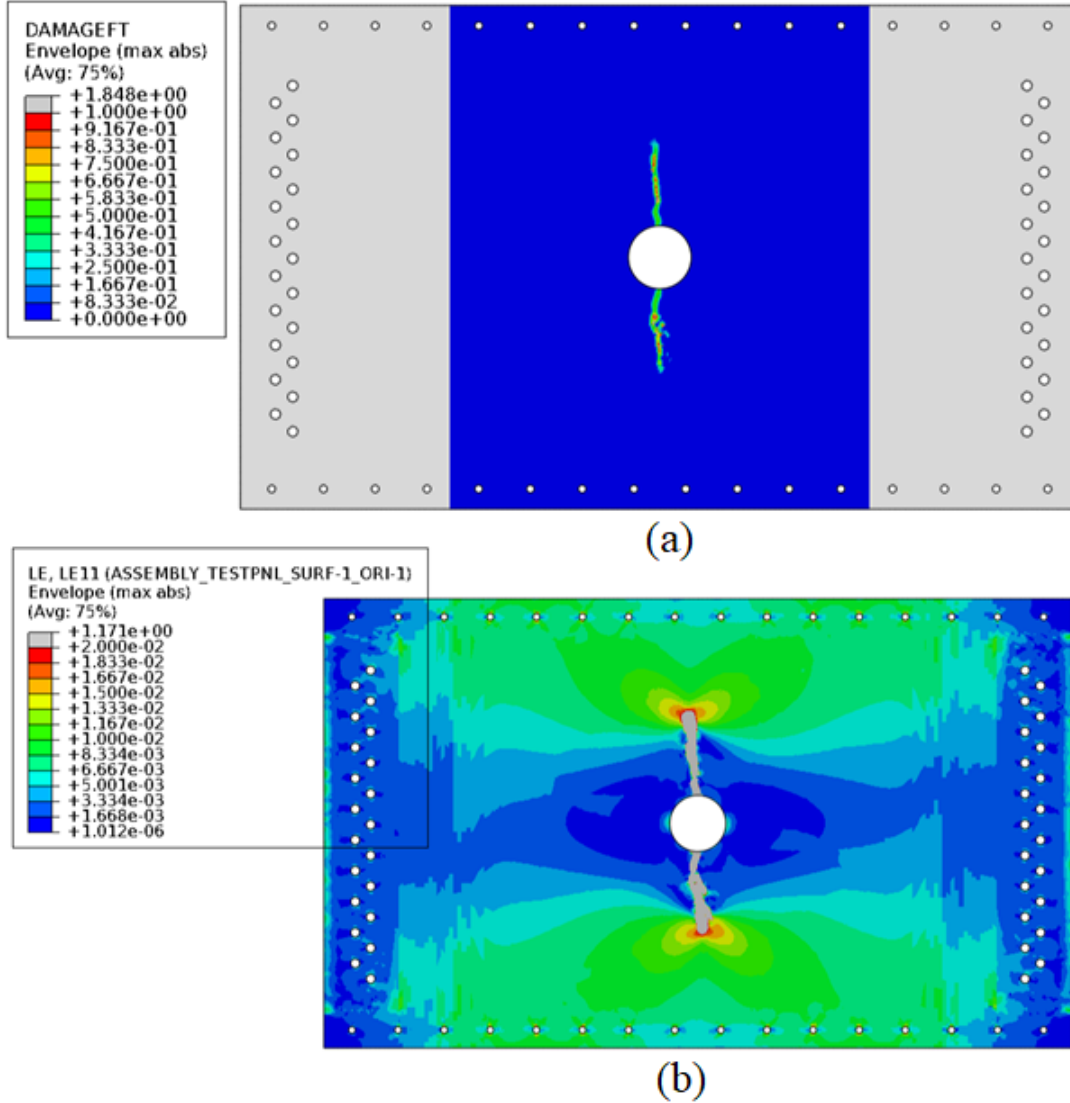 DAMAGEFT
Envelope (max abs)
(Avg: 75%)
+1.848e+00
+1.000e+00
+9.167e-01
+8.333e-01
+7.500e-01
+6.667e-01
+5.833e-01
+5.000e-01
+4.167e-01
+3.333e-01
+2.500e-01
+1.667e-01
+8.333e-02
+0.000e+00
(a)
LE, LE11 (ASSEMBLY_TESTPNL_SURF-1_ORI-1)
Envelope (max abs)
(Avg: 75%)
+1.171e+00
+2.000e-02
+1.833e-02
+1.667e-02
+1.500e-02
+1.333e-02
+1.167e-02
+1.000e-02
+8.334e-03
+6.667e-03
+5.001e-03
+3.334e-03
+1.668e-03
+1.012e-06
(b)